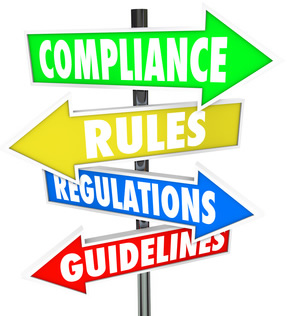 COMPLIANCE
RULES
REGULATIONS
GUIDELINES